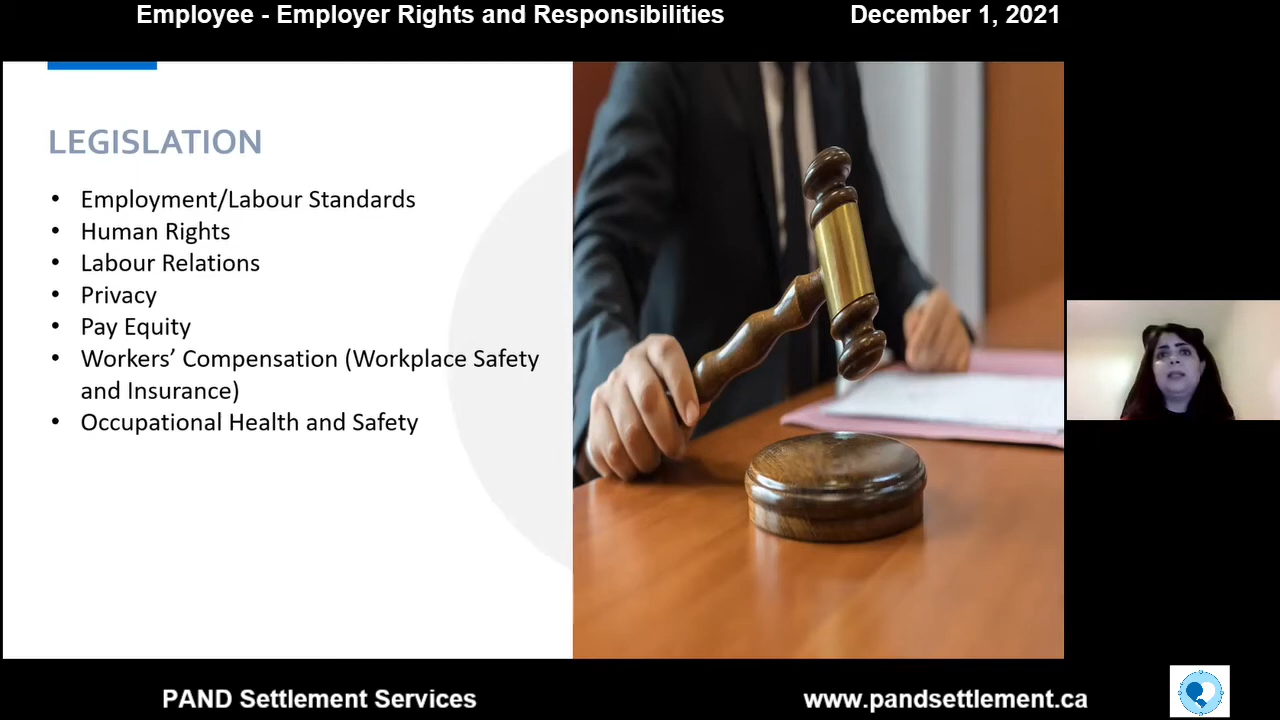 Employee - Employer Rights and Responsibilities
December 1, 2021
LEGISLATION
• Employment/Labour Standards
• Human Rights
• Labour Relations
• Privacy
• Pay Equity
• Workers’ Compensation (Workplace Safety
and Insurance)
• Occupational Health and Safety
PAND Settlement Services
www.pandsettlement.ca